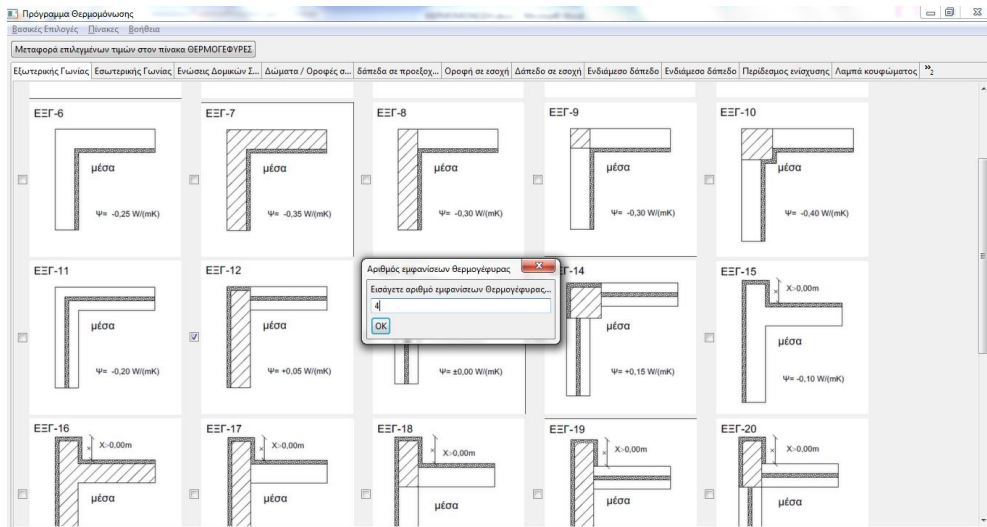 Πρόγραμμα Θερμομόνωσης
Βασικές Επιλογές Πίνακες Βοήθεια
Μεταφορά επιλεγμένων τιμών στον πίνακα ΘΕΡΜΟΓΕΦΥΡΕΣ
Εξωτερικής Γωνίας Εσωτερικής Γωνίας Ενώσεις Δομικών Σ... Δώματα / Οροφές σ... δάπεδα σε προεξοχ... Οροφή σε εσοχή Δάπεδο σε εσοχή Ενδιάμεσο δάπεδο Ενδιάμεσο δάπεδο Περίδεσμος ενίσχυσης Λαμπά κουφώματος »2
ΕΞΓ-6 ΕΞΓ-7 ΕΞΓ-8 ΕΞΓ-9 ΕΞΓ-10
μέσα μέσα μέσα μέσα μέσα
Ψ= -0,25 W/(mK) Ψ= -0,35 W/(mK) Ψ= -0,30 W/(mK) Ψ= -0,30 W/(mK) Ψ= -0,40 W/(mK)
Αριθμός εμφανίσεων θερμογέφυρας
Εισάγετε αριθμό εμφανίσεων Θερμογέφυρας...
4
OK
ΕΞΓ-11 ΕΞΓ-12 -14 ΕΞΓ-15
X>0,00m
x
μέσα μέσα μέσα μέσα
Ψ= -0,20 W/(mK) Ψ= +0,05 W/(mK) Ψ= ±0,00 W/(mK) Ψ= +0,15 W/(mK) Ψ= -0,10 W/(mK)
ΕΞΓ-16 ΕΞΓ-17 ΕΞΓ-18 ΕΞΓ-19 ΕΞΓ-20
x X>0,00m x X>0,00m x X>0,00m x X>0,00m x X>0,00m
μέσα μέσα μέσα μέσα μέσα